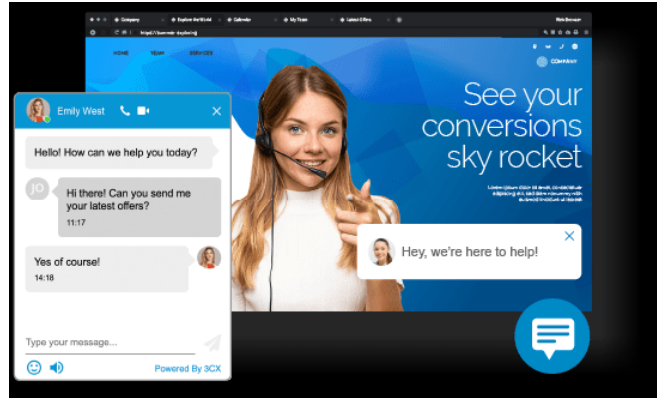 Company
Explore the World
Calendar
My Team
Latest Offers
Web Browser
HOME
TEAM
SERVICES
COMPANY
See your
conversions
sky rocket
Emily West
Hello! How can we help you today?
JO
Hi there! Can you send me
your latest offers?
11:17
Yes of course!
14:18
Type your message...
Powered By 3CX
Hey, we're here to help!